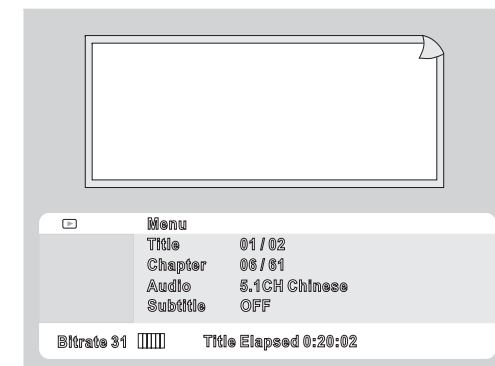 Menu
Title 01 / 02
Chapter 06 / 61
Audio 5.1CH Chinese
Subtitle OFF
Bitrate 31 Title Elapsed 0:20:02